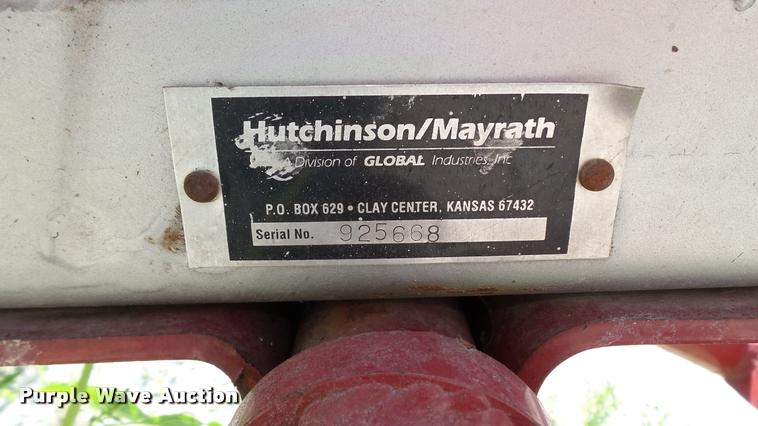 Hutchinson/Mayrath
A Division of GLOBAL Industries, Inc
P.O. BOX 629 • CLAY CENTER, KANSAS 67432
Serial No. 925668
Purple Wave Auction